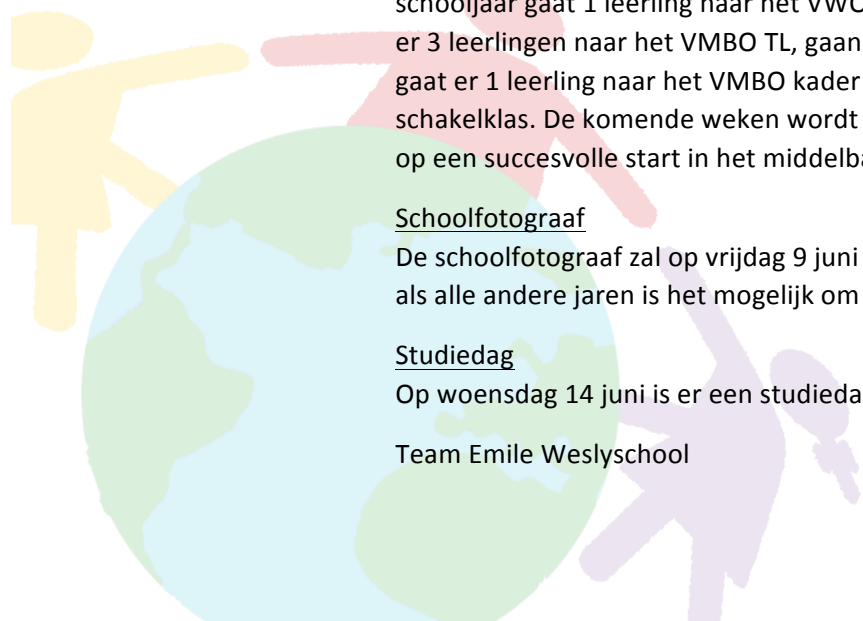 schooljaar gaat 1 leerling naar het VWO
er 3 leerlingen naar het VMBO TL, gaan
gaat er 1 leerling naar het VMBO kader
schakelklas. De komende weken wordt
op een succesvolle start in het
Schoolfotograaf
De schoolfotograaf zal op vrijdag 9 juni
als alle andere jaren is het mogelijk om
Studiedag
Op woensdag 14 juni is er een
Team Emile Weslyschool